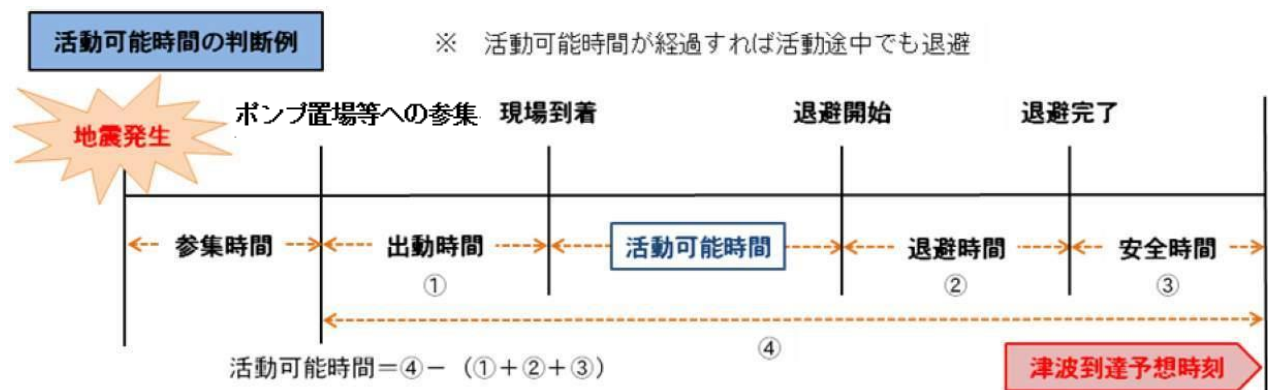 活動可能時間の判断例
※ 活動可能時間が経過すれば活動途中でも退避
地震発生
ポンプ置場等への参集
現場到着
退避開始
退避完了
参集時間
出動時間
①
活動可能時間
退避時間
②
安全時間
③
④
活動可能時間＝④－（①＋②＋③）
津波到達予想時刻